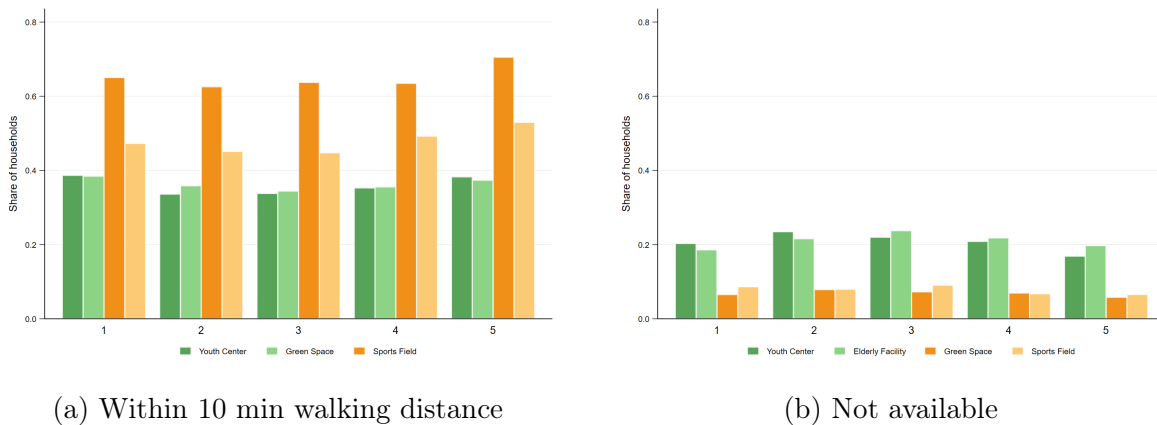 Share of households
0.8
0.6
0.4
0.2
0.0
1 2 3 4 5
Youth Center Green Space Sports Field
(a) Within 10 min walking distance
Share of households
0.8
0.6
0.4
0.2
0.0
1 2 3 4 5
Youth Center Elderly Facility Green Space Sports Field
(b) Not available